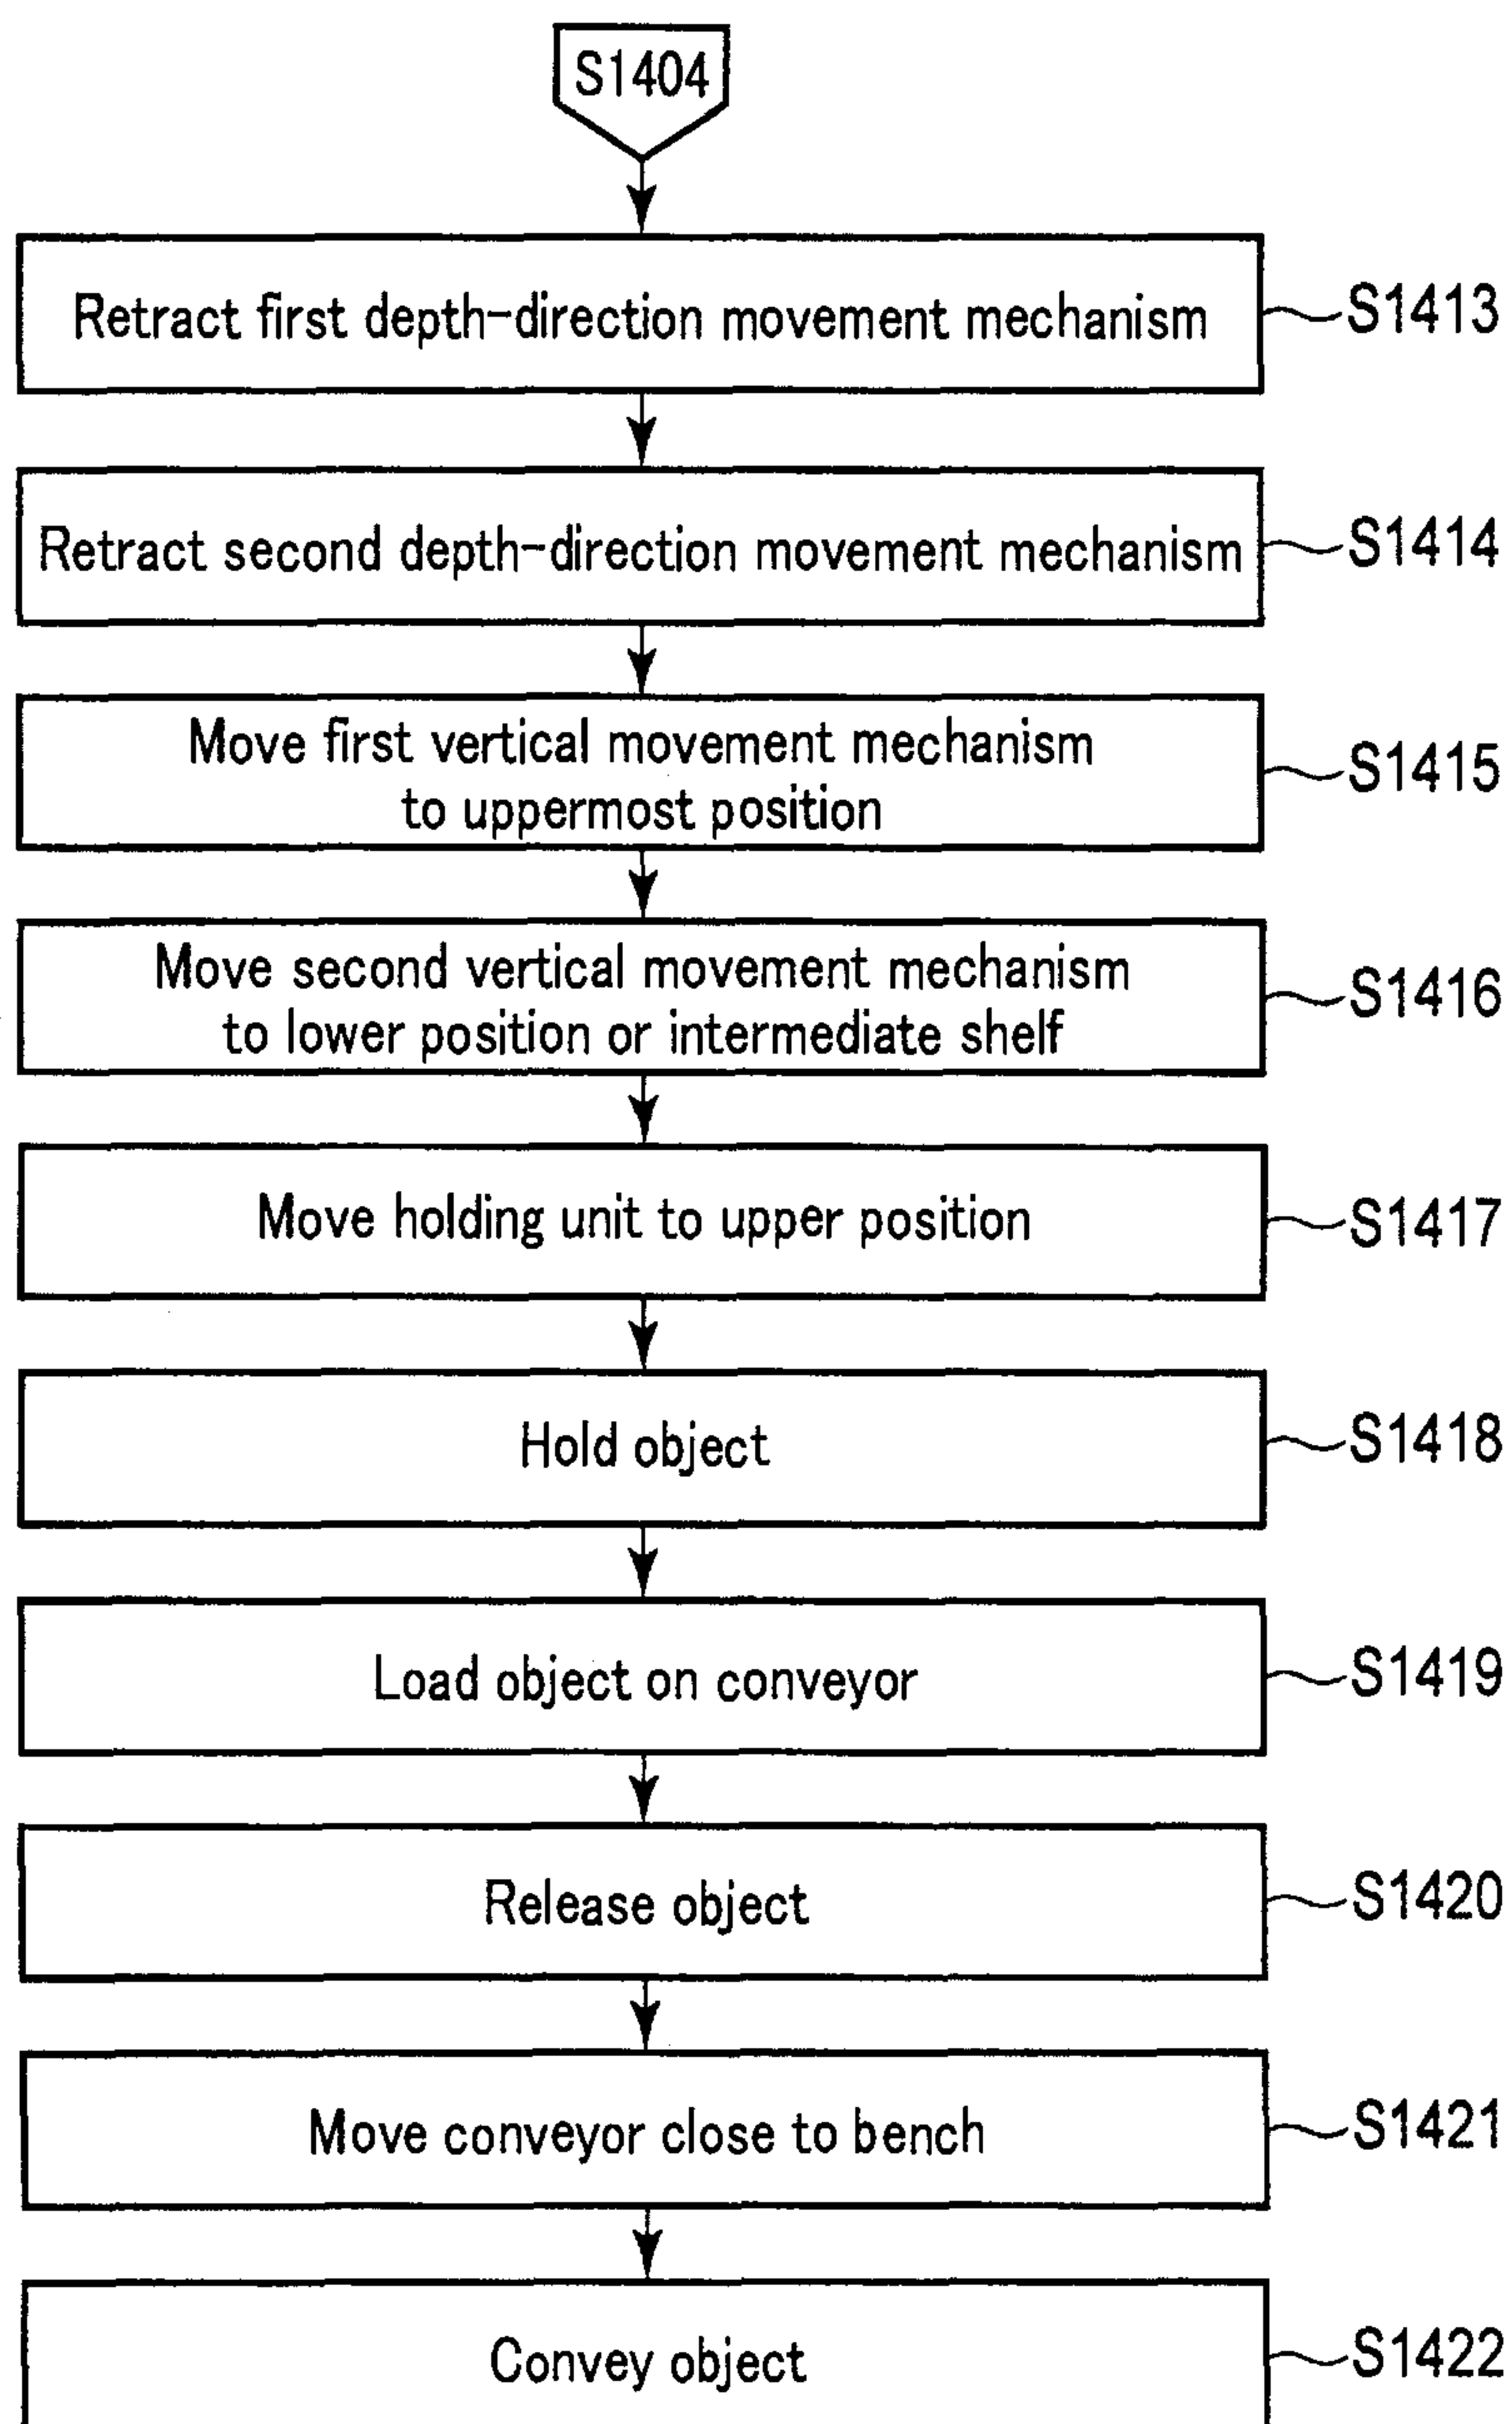 S1404
Retract first depth-direction movement mechanism
S1413
Retract second depth-direction movement mechanism
S1414
Move first vertical movement mechanism
to uppermost position
S1415
Move second vertical movement mechanism
to lower position or intermediate shelf
S1416
Move holding unit to upper position
S1417
Hold object
S1418
Load object on conveyor
S1419
Release object
S1420
Move conveyor close to bench
S1421
Convey object
S1422